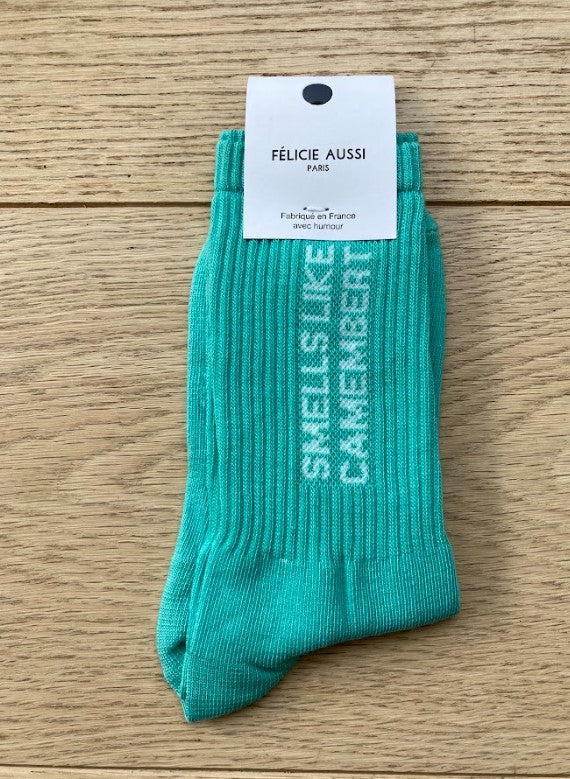 FÉLICIE AUSSI
PARIS
Fabriqué en France
avec humour
SMELLS LIKE
CAMEMBERT